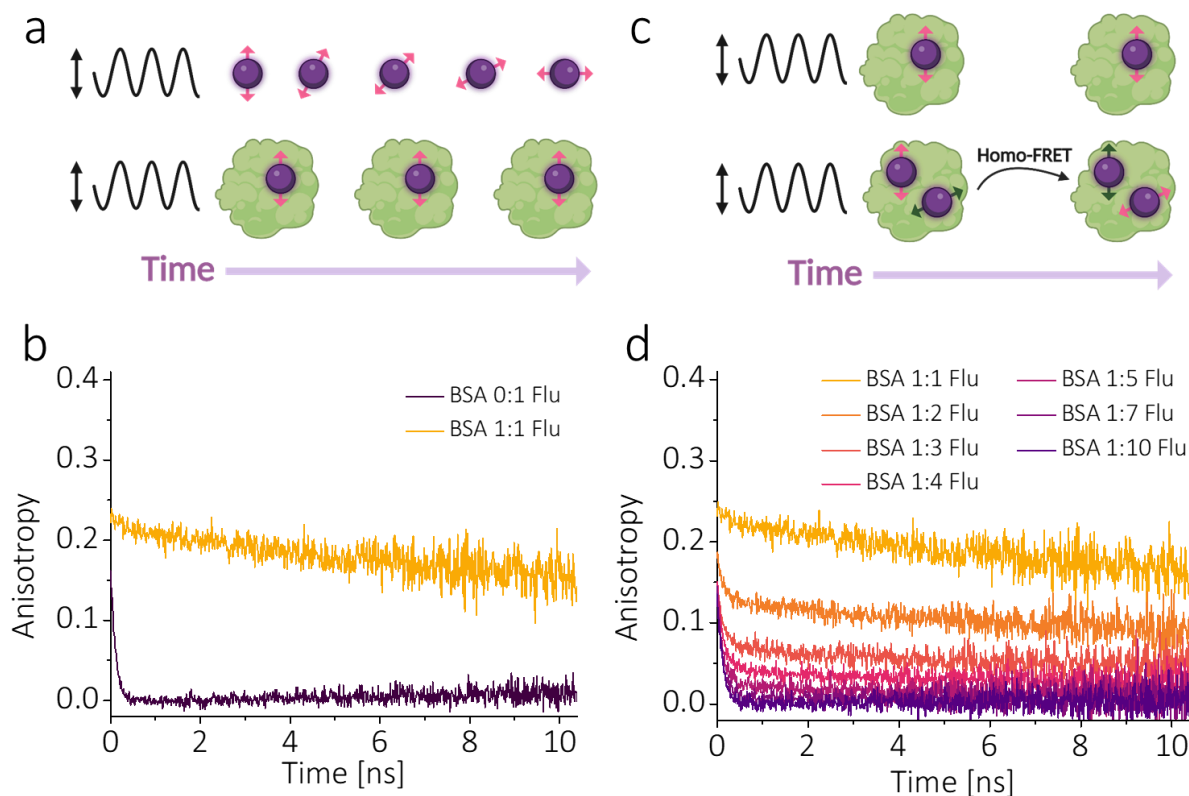 a
Time
b
0.4
0.3
0.2
0.1
0.0
Anisotropy
BSA 0:1 Flu
BSA 1:1 Flu
0 2 4 6 8 10
Time [ns]
c
Homo-FRET
Time
d
0.4
0.3
0.2
0.1
0.0
Anisotropy
BSA 1:1 Flu
BSA 1:2 Flu
BSA 1:3 Flu
BSA 1:4 Flu
BSA 1:5 Flu
BSA 1:7 Flu
BSA 1:10 Flu
0 2 4 6 8 10
Time [ns]